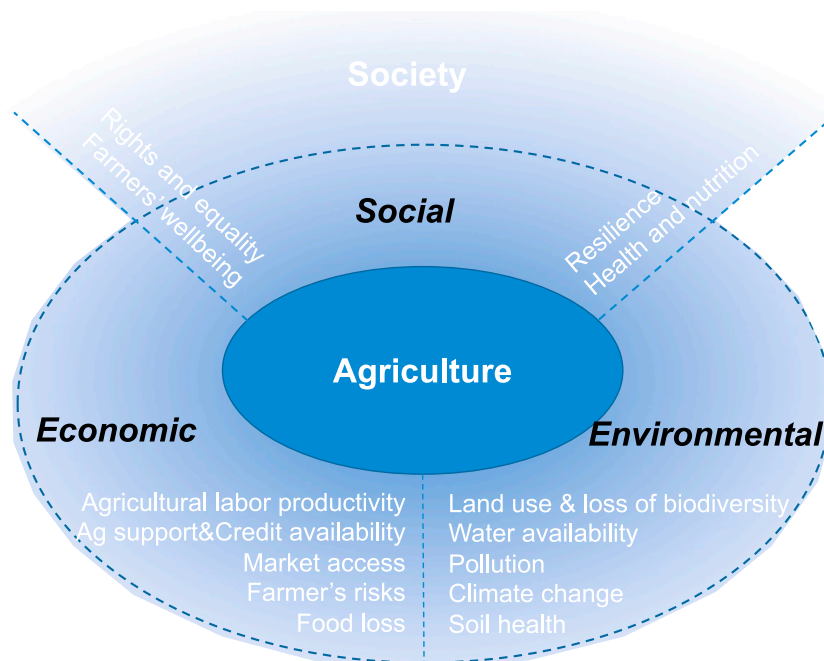 Society
Rights and equality
Farmers' wellbeing
Social
Resilience
Health and nutrition
Agriculture
Economic
Environmental
Agricultural labor productivity
Ag support&Credit availability
Market access
Farmer's risks
Food loss
Land use & loss of biodiversity
Water availability
Pollution
Climate change
Soil health